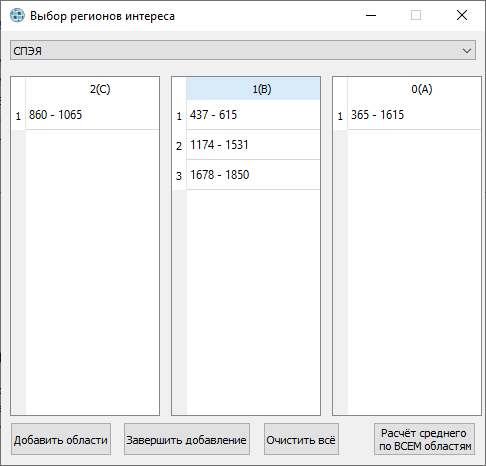 Выбор регионов интереса
СПЭЯ
2(C)
1 860 - 1065
1(B)
1 437 - 615
2 1174 - 1531
3 1678 - 1850
0(A)
1 365 - 1615
Добавить области
Завершить добавление
Очистить всё
Расчёт среднего
по ВСЕМ областям